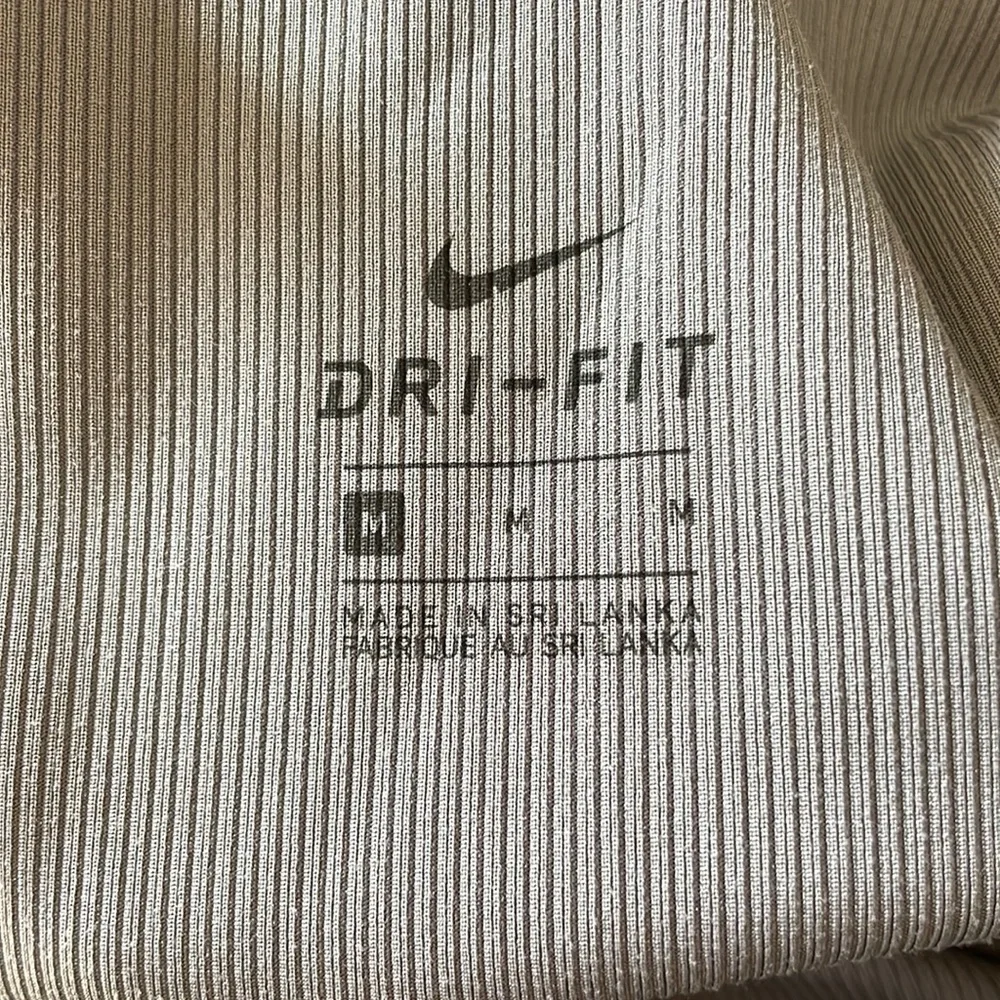 DRI-FIT
M M M
MADE IN SRI LANKA
FABRIQUE AU SRI LANKA